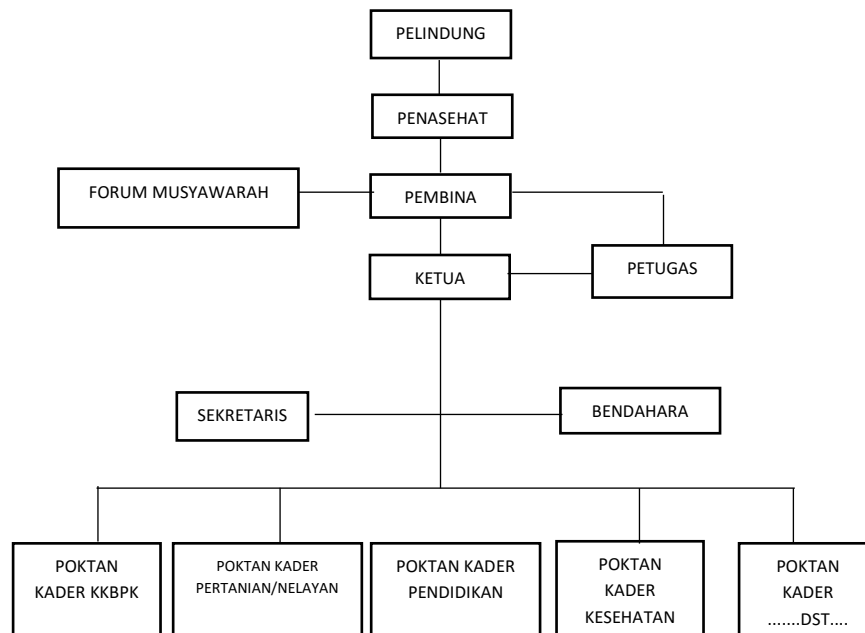 PELINDUNG
PENASEHAT
FORUM MUSYAWARAH
PEMBINA
KETUA
PETUGAS
SEKRETARIS
BENDAHARA
POKTAN
KADER KKBPK
POKTAN KADER
PERTANIAN/NELAYAN
POKTAN KADER
PENDIDIKAN
POKTAN
KADER
KESEHATAN
POKTAN
KADER
.......DST....